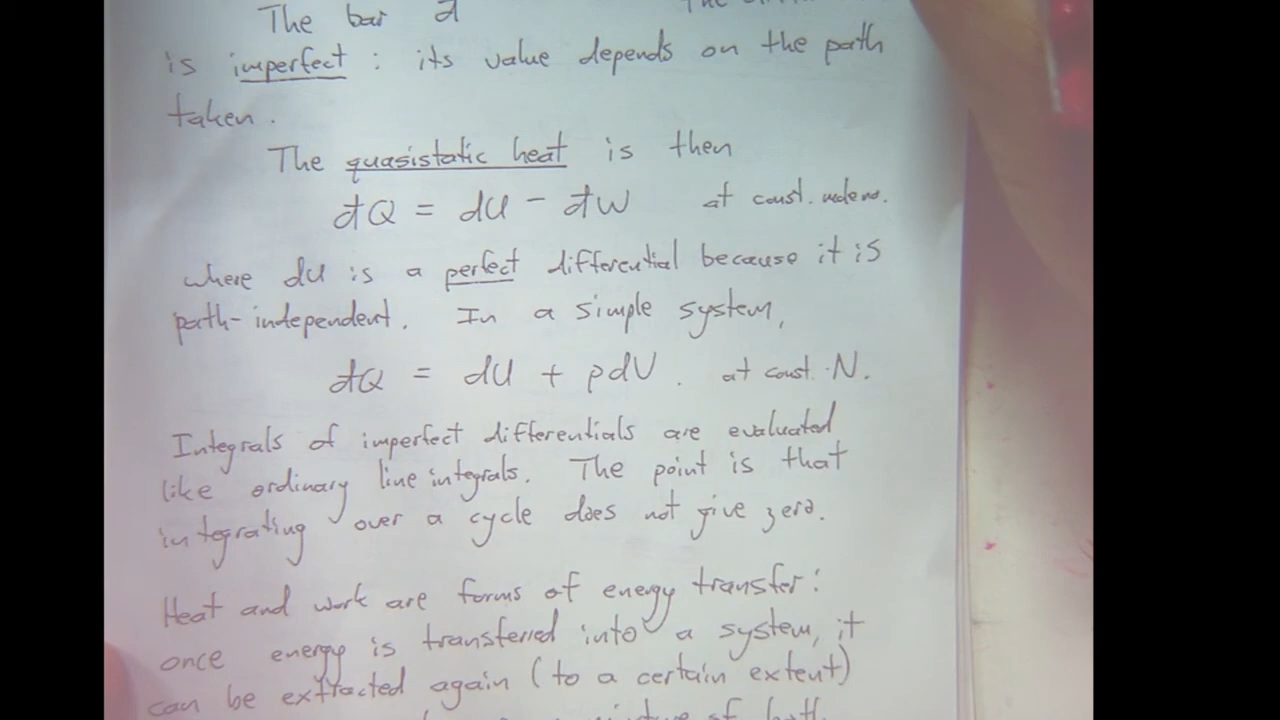 The bar đ The
is imperfect : its value depends on the path
taken.
The quasistatic heat is then
đQ = dU - đW at const.
where dU is a perfect differential because it is
path-independent. In a simple system,
đQ = dU + pdV. at const. N.
Integrals of imperfect differentials are evaluated
like ordinary line integrals. The point is that
integrating over a cycle does not give zero.
Heat and work are forms of energy transfer:
once energy is transferred into a system, it
can be extracted again (to a certain extent)
of both